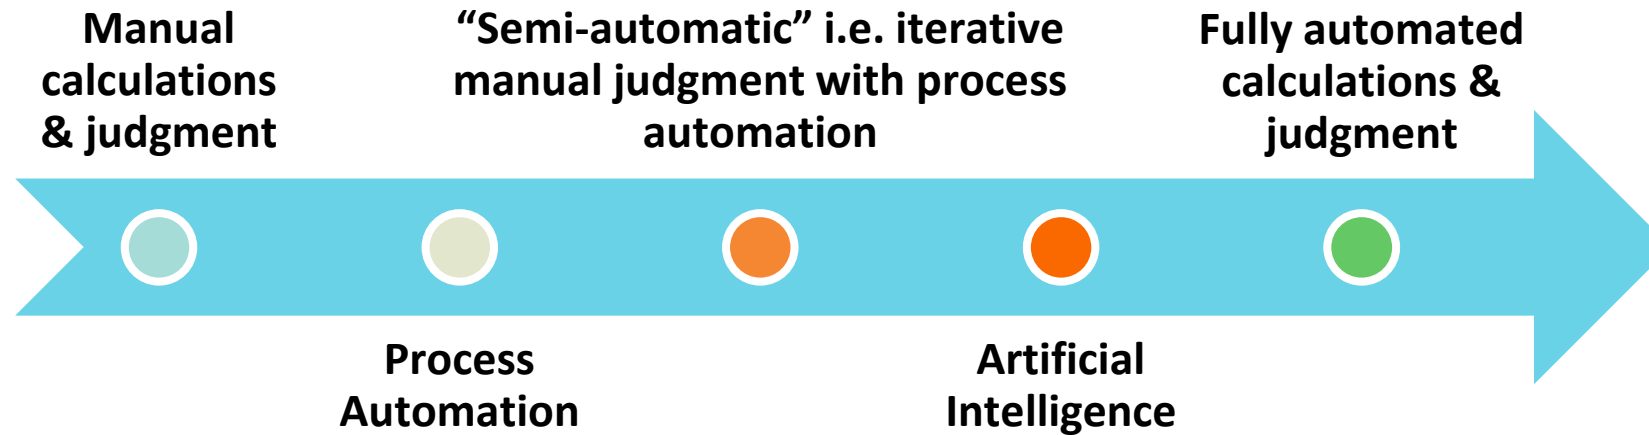 Manual
calculations
& judgment
“Semi-automatic” i.e. iterative
manual judgment with process
automation
Fully automated
calculations &
judgment
Process
Automation
Artificial
Intelligence